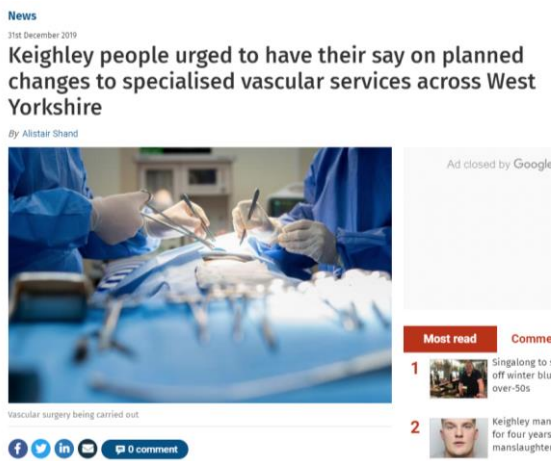 News
31st December 2019
Keighley people urged to have their say on planned
changes to specialised vascular services across West
Yorkshire
By Alistair Shand
Ad closed by Google
Vascular surgery being carried out
0 comment
Most read
Comme
1
Singalong to s
off winter blu
over-50s
2
Keighley man
for four years
manslaughter